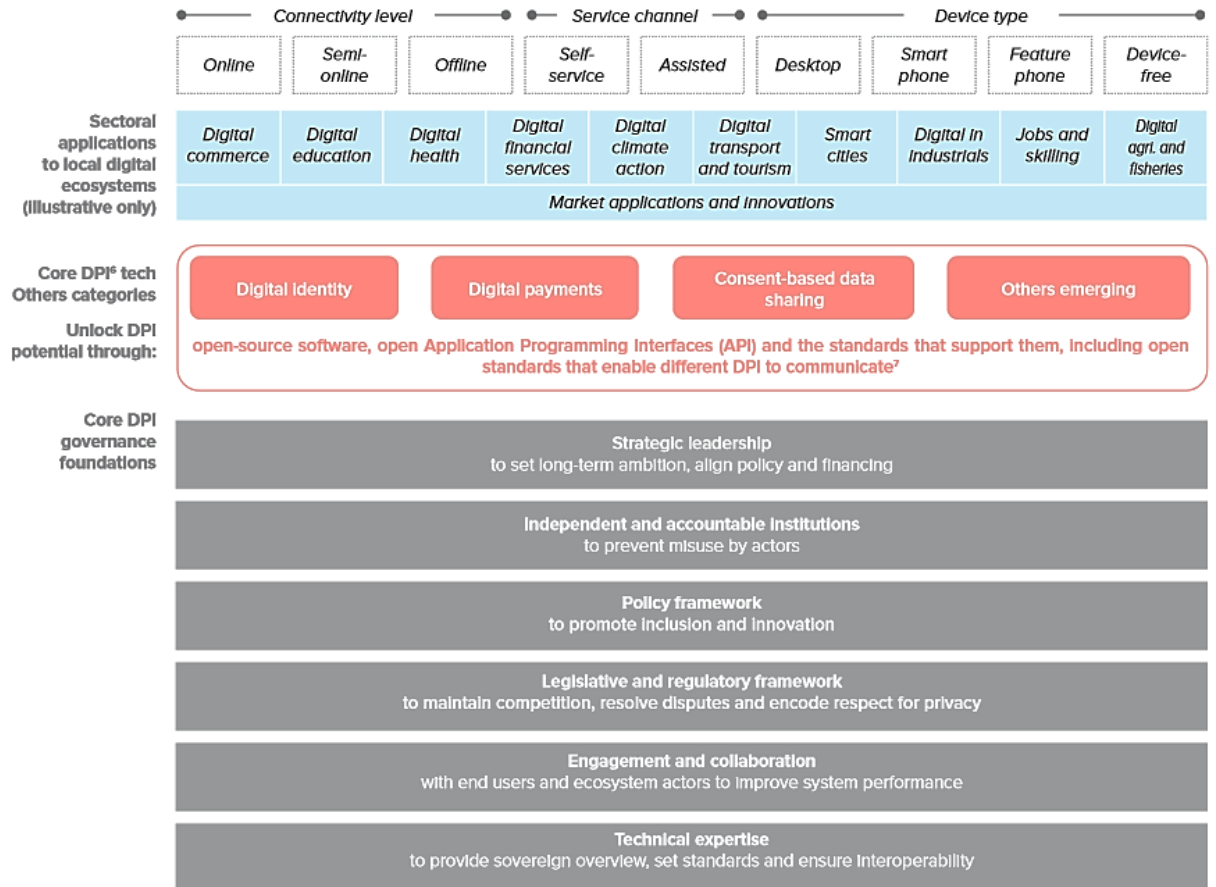 Connectivity level Service channel Device type
Online
Semi-
online
Offline
Self-
service
Assisted
Desktop
Smart
phone
Feature
phone
Device-
free
Sectoral
applications
to local digital
ecosystems
(illustrative only)
Digital
commerce
Digital
education
Digital
health
Digital
financial
services
Digital
climate
action
Digital
transport
and tourism
Smart
cities
Digital in
industrials
Jobs and
skilling
Digital
agri. and
fisheries
Market applications and innovations
Core DPI⁶ tech
Others categories
Digital identity
Digital payments
Consent-based data
sharing
Others emerging
Unlock DPI
potential through:
open-source software, open Application Programming Interfaces (API) and the standards that support them, including open
standards that enable different DPI to communicate⁷
Core DPI
governance
foundations
Strategic leadership
to set long-term ambition, align policy and financing
Independent and accountable institutions
to prevent misuse by actors
Policy framework
to promote inclusion and innovation
Legislative and regulatory framework
to maintain competition, resolve disputes and encode respect for privacy
Engagement and collaboration
with end users and ecosystem actors to improve system performance
Technical expertise
to provide sovereign overview, set standards and ensure interoperability